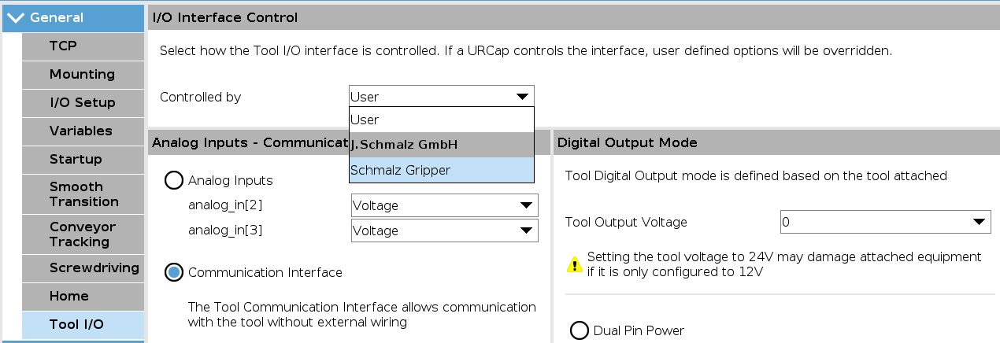 General
TCP
Mounting
I/O Setup
Variables
Startup
Smooth
Transition
Conveyor
Tracking
Screwdriving
Home
Tool I/O
I/O Interface Control
Select how the Tool I/O interface is controlled. If a URCap controls the interface, user defined options will be overridden.
Controlled by
User
User
J.Schmalz GmbH
Schmalz Gripper
Analog Inputs - Communicat
Analog Inputs
analog_in[2]
Voltage
analog_in[3]
Voltage
Communication Interface
The Tool Communication Interface allows communication
with the tool without external wiring
Digital Output Mode
Tool Digital Output mode is defined based on the tool attached
Tool Output Voltage
0
Setting the tool voltage to 24V may damage attached equipment
if it is only configured to 12V
Dual Pin Power